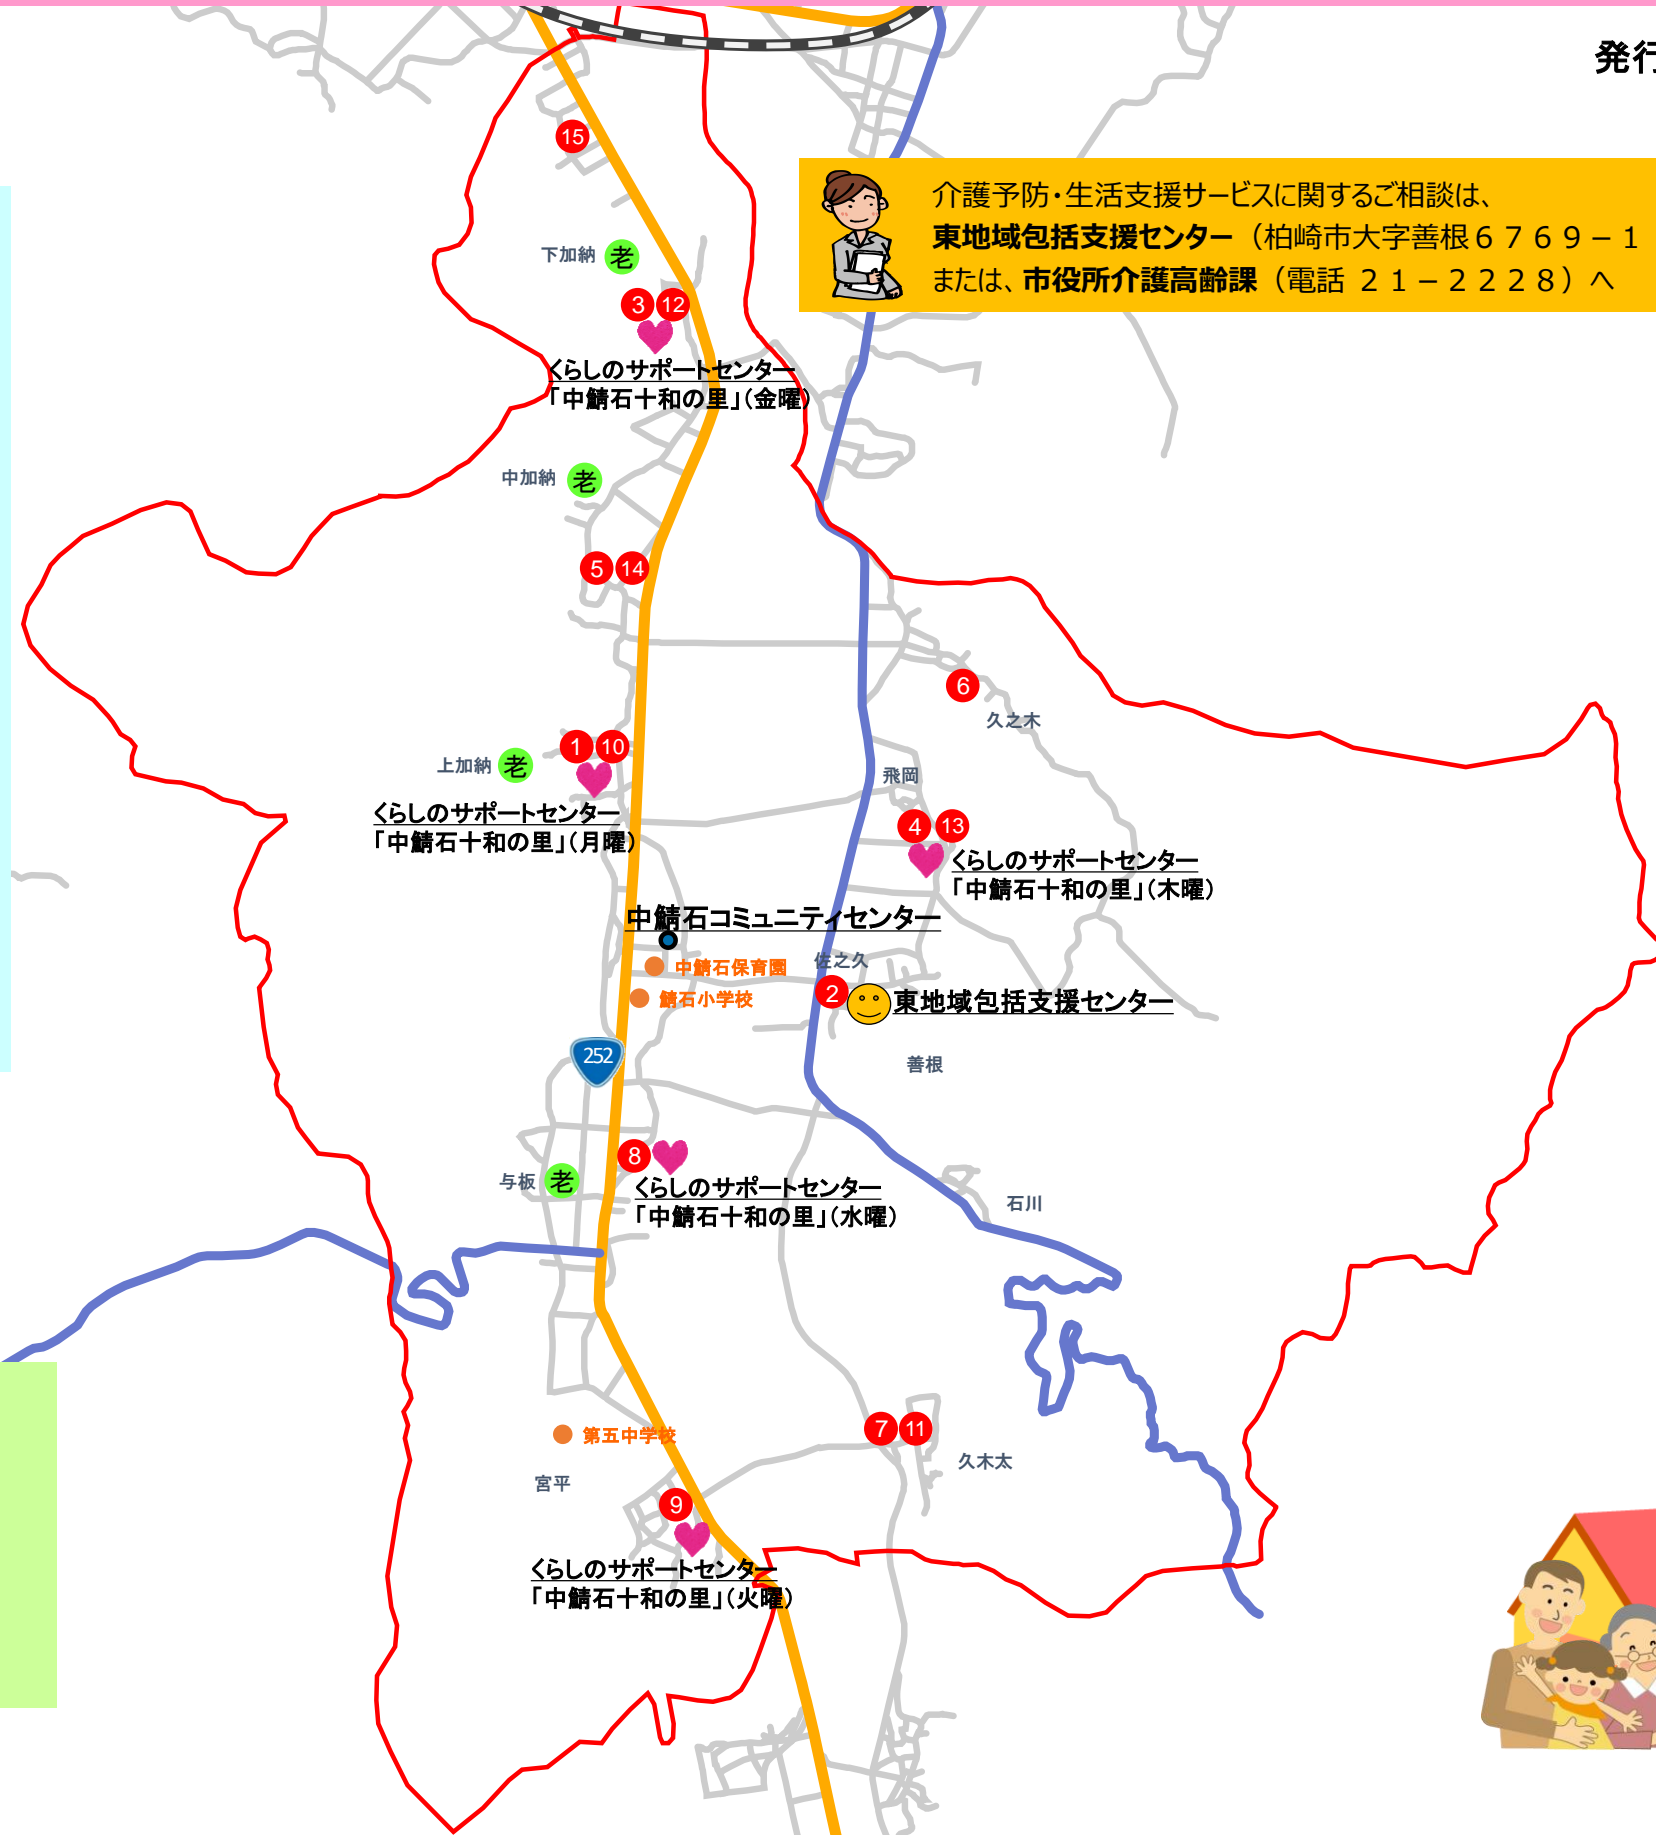 発行
介護予防・生活支援サービスに関するご相談は、
東地域包括支援センター（柏崎市大字善根６７６９－１
または、市役所介護高齢課（電話 ２１－２２２８）へ
15
下加納 老
3 12
くらしのサポートセンター
「中鯖石十和の里」（金曜）
中加納 老
5 14
6
久之木
1 10
上加納 老
くらしのサポートセンター
「中鯖石十和の里」（月曜）
飛岡
4 13
くらしのサポートセンター
「中鯖石十和の里」（木曜）
中鯖石コミュニティセンター
中鯖石保育園
佐之久
鯖石小学校
2 東地域包括支援センター
252
善根
8
与板 老
くらしのサポートセンター
「中鯖石十和の里」（水曜）
石川
7 11
第五中学校
久木太
宮平
9
くらしのサポートセンター
「中鯖石十和の里」（火曜）